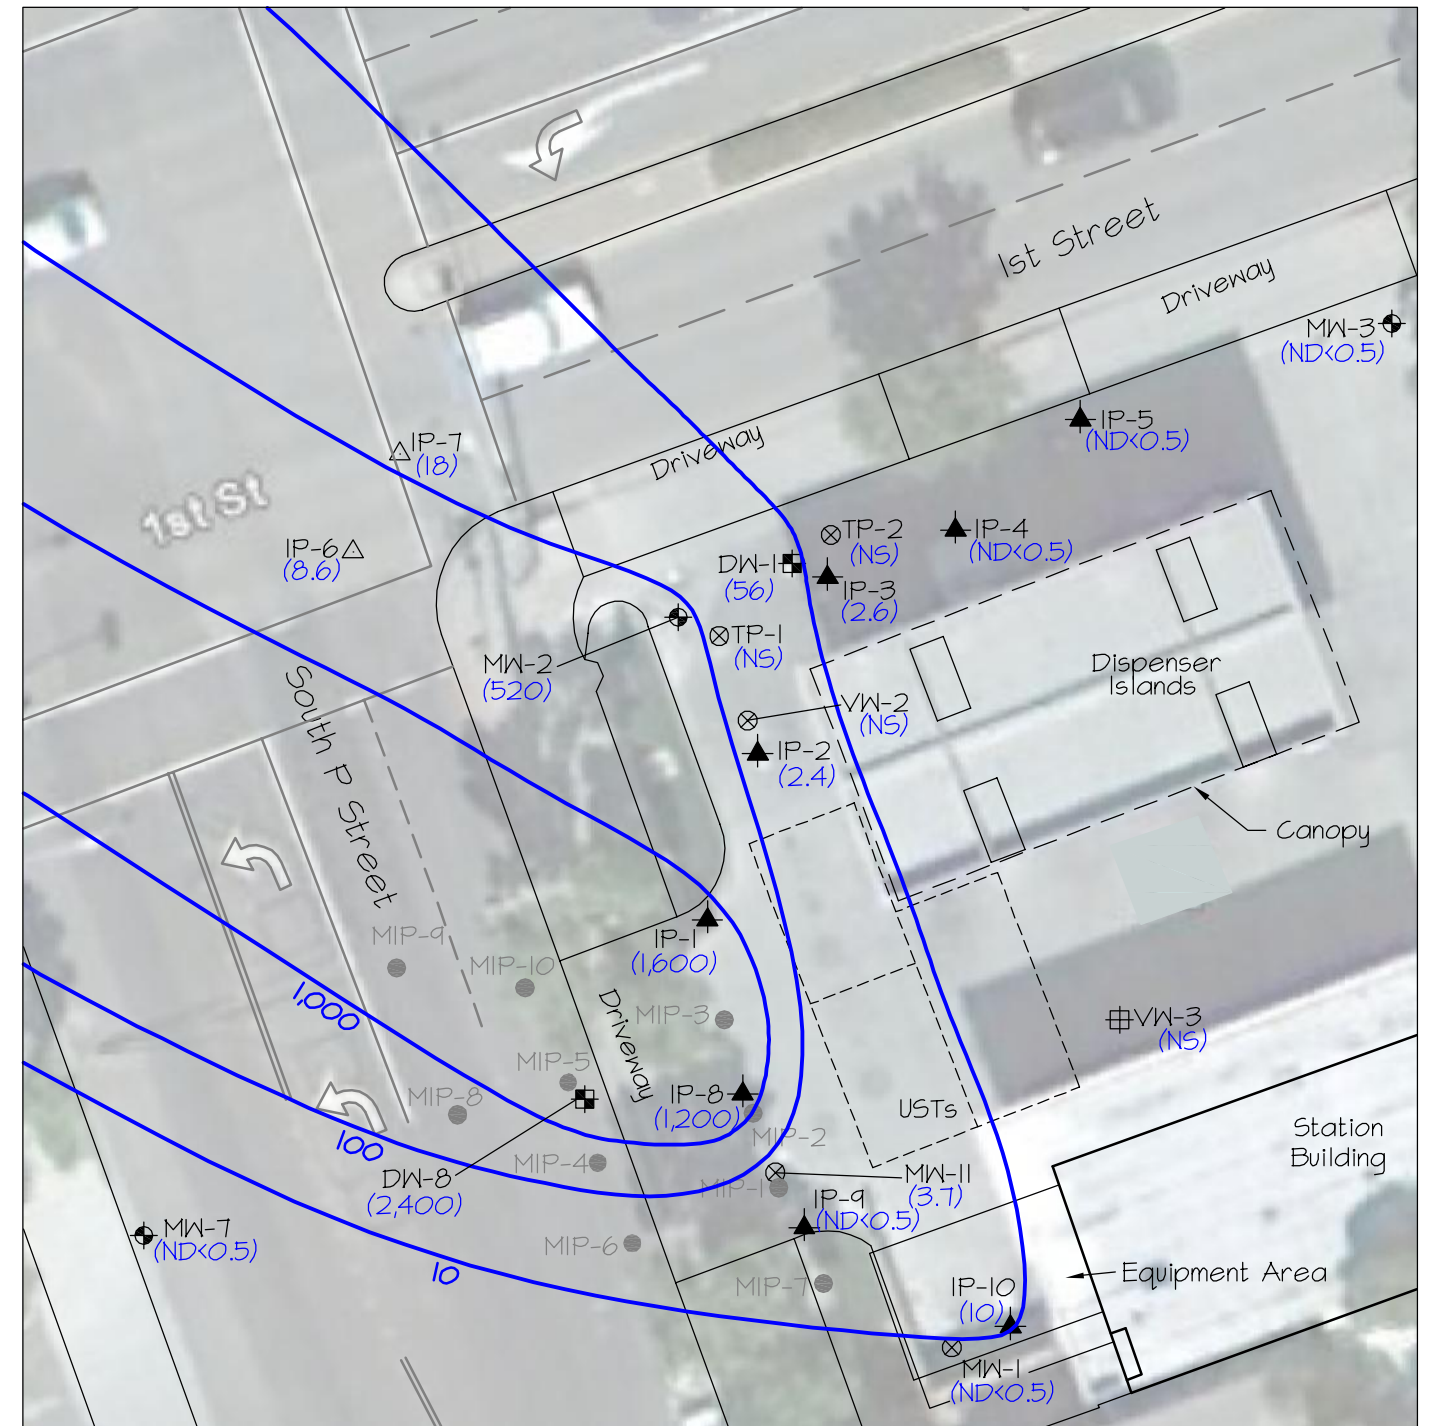 1st Street
Driveway
MW-3
(ND<0.5)
IP-5
(ND<0.5)
IP-7
(18)
Driveway
1st St
IP-6
(8.6)
TP-2
(NS)
IP-4
(ND<0.5)
DW-1
(56)
IP-3
(2.6)
TP-1
(NS)
MW-2
(520)
Dispenser
Islands
VW-2
(NS)
IP-2
(2.4)
South P Street
Canopy
MIP-9
IP-1
(1,600)
MIP-10
1,000
Driveway
MIP-3
VW-3
(NS)
MIP-5
MIP-8
IP-8
(1,200)
USTs
MIP-2
Station
Building
100
MIP-4
DW-8
(2,400)
MW-11
(3.7)
MIP-1
IP-9
(ND<0.5)
MW-7
(ND<0.5)
MIP-6
10
MIP-7
IP-10
(10)
Equipment Area
MW-1
(ND<0.5)